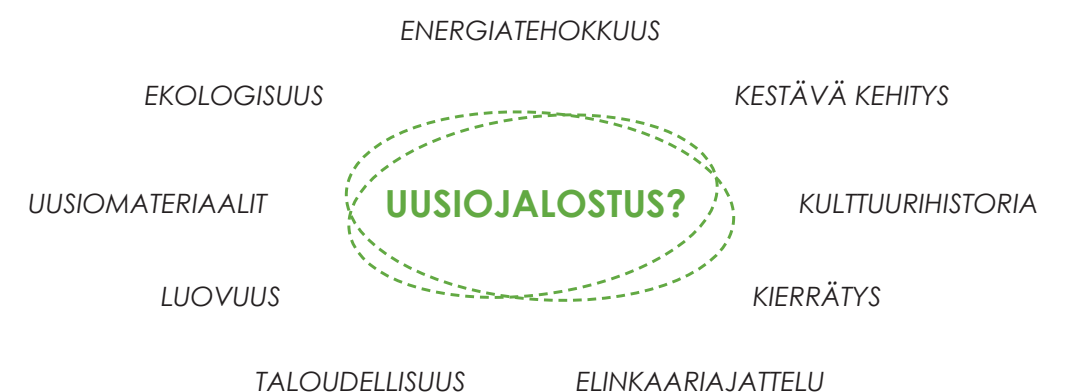 ENERGIATEHOKKUUS
EKOLOGISUUS
KESTÄVÄ KEHITYS
UUSIOMATERIAALIT
UUSIOJALOSTUS?
KULTTUURIHISTORIA
LUOVUUS
KIERRÄTYS
TALOUDELLISUUS
ELINKAARIAJATTELU